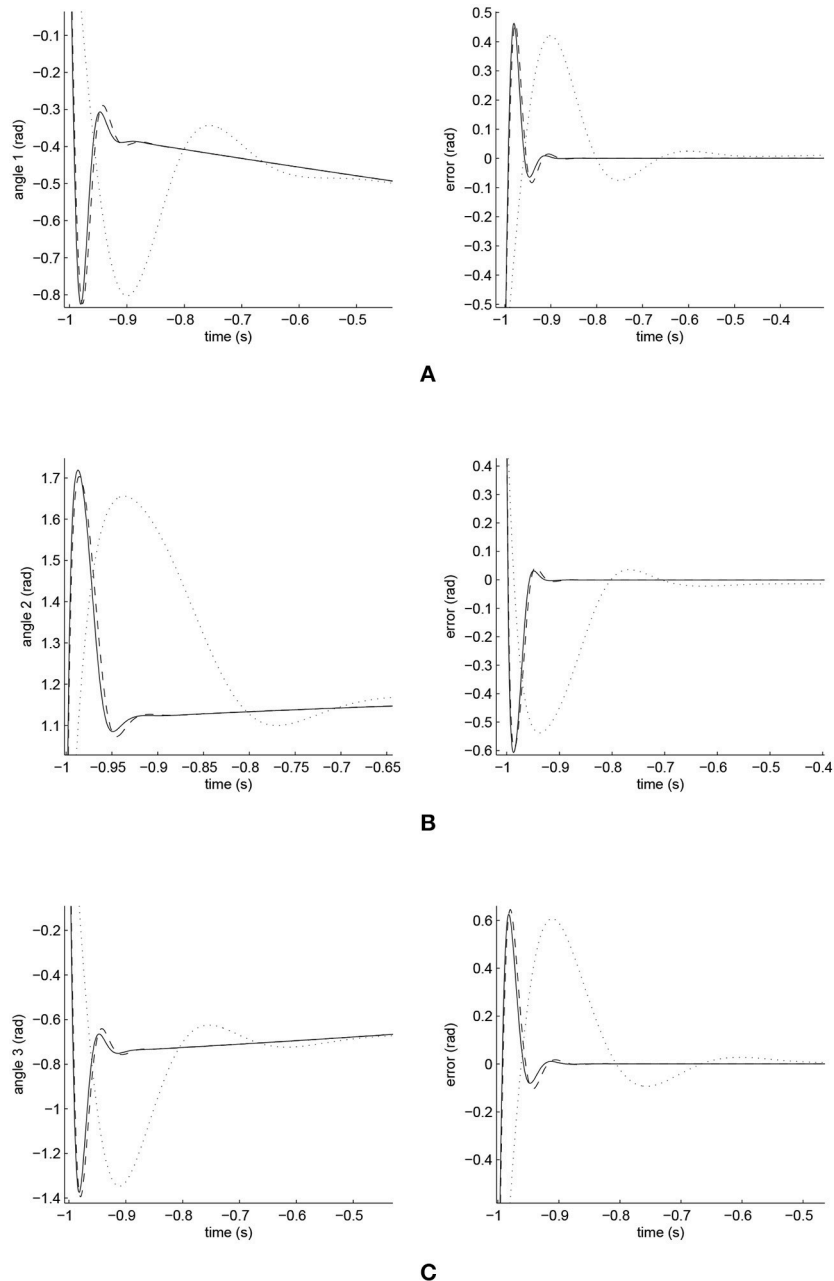 −0.1
−0.2
−0.3
−0.4
−0.5
−0.6
−0.7
−0.8
angle 1 (rad)
−1 −0.9 −0.8 −0.7 −0.6 −0.5
time (s)
0.5
0.4
0.3
0.2
0.1
0
−0.1
−0.2
−0.3
−0.4
−0.5
error (rad)
−1 −0.9 −0.8 −0.7 −0.6 −0.5 −0.4
time (s)
A
1.7
1.6
1.5
1.4
1.3
1.2
1.1
angle 2 (rad)
−1 −0.95 −0.9 −0.85 −0.8 −0.75 −0.7 −0.65
time (s)
0.4
0.3
0.2
0.1
0
−0.1
−0.2
−0.3
−0.4
−0.5
−0.6
error (rad)
−1 −0.9 −0.8 −0.7 −0.6 −0.5 −0.4
time (s)
B
−0.2
−0.4
−0.6
−0.8
−1
−1.2
−1.4
angle 3 (rad)
−1 −0.9 −0.8 −0.7 −0.6 −0.5
time (s)
0.6
0.4
0.2
0
−0.2
−0.4
error (rad)
−1 −0.9 −0.8 −0.7 −0.6 −0.5
time (s)
C